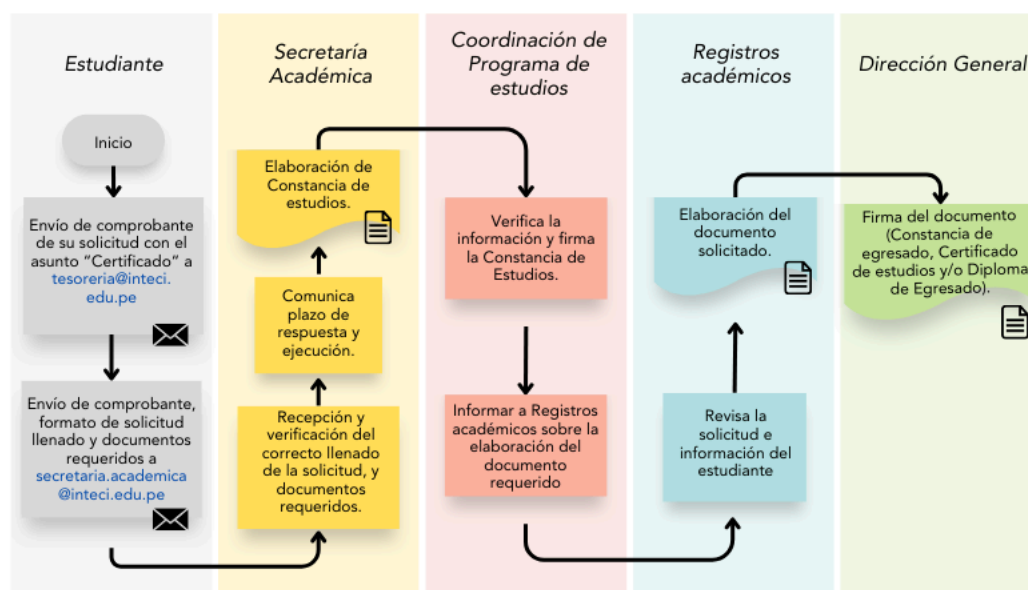 Estudiante
Inicio
Envío de comprobante
de su solicitud con el
asunto “Certificado” a
tesoreria@inteci.
edu.pe
Envío de comprobante,
formato de solicitud
llenado y documentos
requeridos a
secretaria.academica
@inteci.edu.pe
Secretaría
Académica
Elaboración de
Constancia de
estudios.
Comunica
plazo de
respuesta y
ejecución.
Recepción y
verificación del
correcto llenado
de la solicitud, y
documentos
requeridos.
Coordinación de
Programa de
estudios
Verifica la
información y firma
la Constancia de
Estudios.
Informar a Registros
académicos sobre la
elaboración del
documento
requerido
Registros
académicos
Elaboración del
documento
solicitado.
Revisa la
solicitud e
información del
estudiante
Dirección General
Firma del documento
(Constancia de
egresado, Certificado
de estudios y/o Diploma
de Egresado).